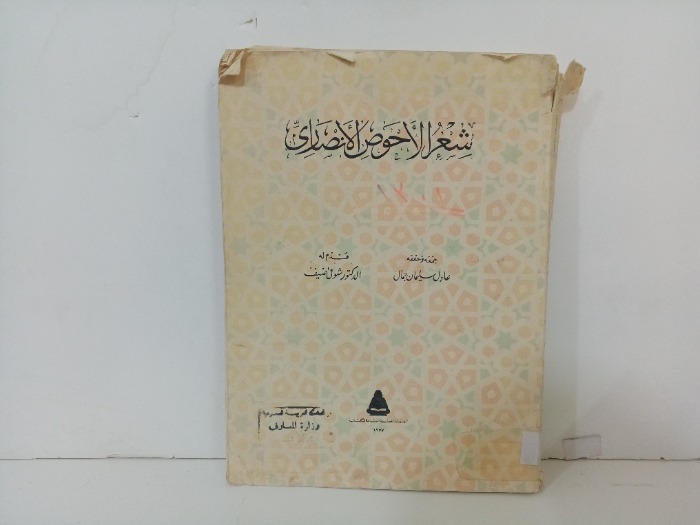 شعر الأحوص الأنصاري
جمعه وحققه
عادل سليمان جمال
قدم له
الدكتور شوقي ضيف
وزارة المعارف